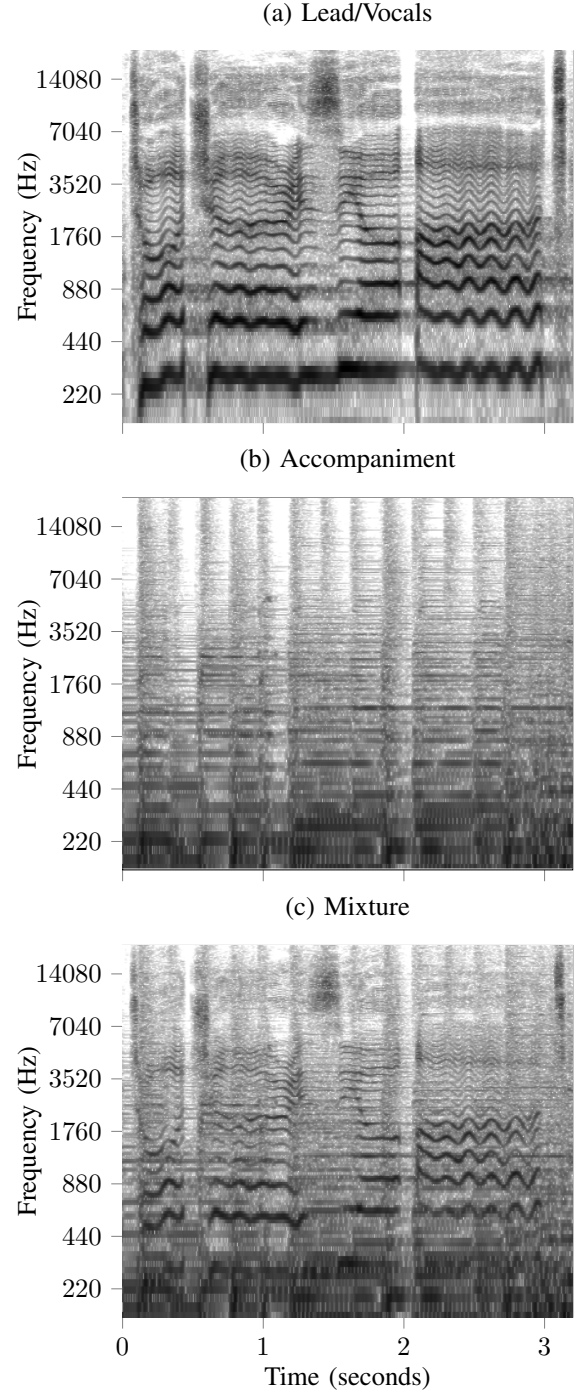 (a) Lead/Vocals
14080
7040
3520
1760
880
440
220
Frequency (Hz)
(b) Accompaniment
14080
7040
3520
1760
880
440
220
Frequency (Hz)
(c) Mixture
14080
7040
3520
1760
880
440
220
Frequency (Hz)
0 1 2 3
Time (seconds)